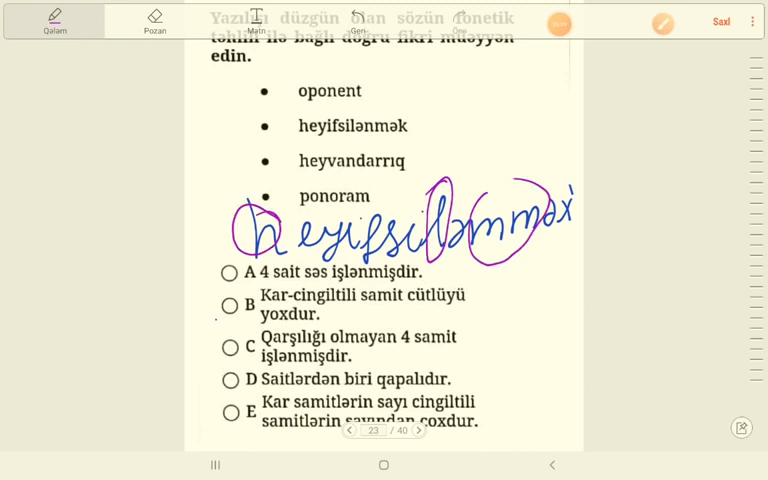 Qələm
Pozan
Mətn
Geri
Saxl
Yazılışı düzgün olan sözün fonetik
təhlili ilə bağlı doğru fikri müəyyən
edin.
• oponent
• heyifsilənmək
• heyvandarrıq
• ponoram
heyifsilənməx'
A 4 sait səs işlənmişdir.
B Kar-cingiltili samit cütlüyü
yoxdur.
C Qarşılığı olmayan 4 samit
işlənmişdir.
D Saitlərdən biri qapalıdır.
E Kar samitlərin sayı cingiltili
samitlərin sayından çoxdur.
23 / 40